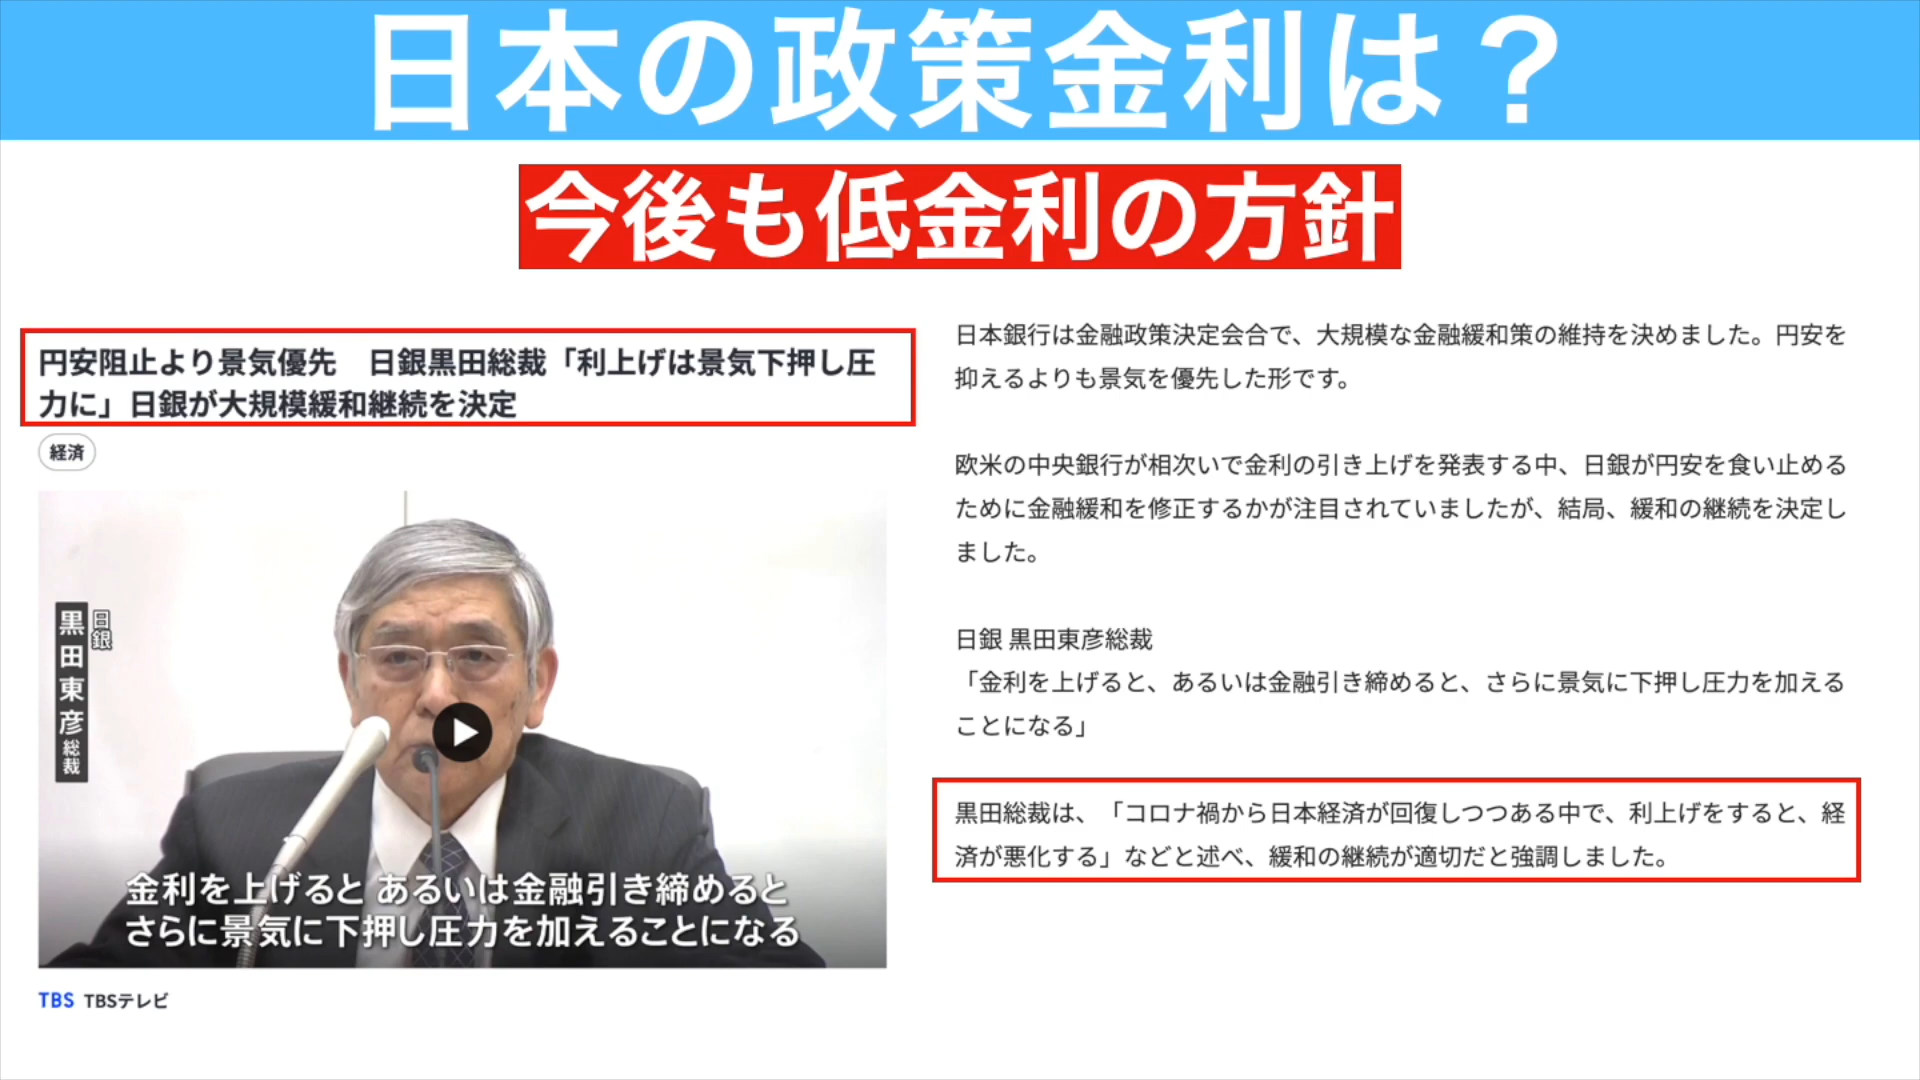 日本の政策金利は？
今後も低金利の方針
円安阻止より景気優先　日銀黒田総裁「利上げは景気下押し圧
力に」日銀が大規模緩和継続を決定
経済
日銀
黒田東彦総裁
金利を上げると あるいは金融引き締めると
さらに景気に下押し圧力を加えることになる
TBS TBSテレビ
日本銀行は金融政策決定会合で、大規模な金融緩和策の維持を決めました。円安を
抑えるよりも景気を優先した形です。
欧米の中央銀行が相次いで金利の引き上げを発表する中、日銀が円安を食い止める
ために金融緩和を修正するかが注目されていましたが、結局、緩和の継続を決定し
ました。
日銀 黒田東彦総裁
「金利を上げると、あるいは金融引き締めると、さらに景気に下押し圧力を加える
ことになる」
黒田総裁は、「コロナ禍から日本経済が回復しつつある中で、利上げをすると、経
済が悪化する」などと述べ、緩和の継続が適切だと強調しました。